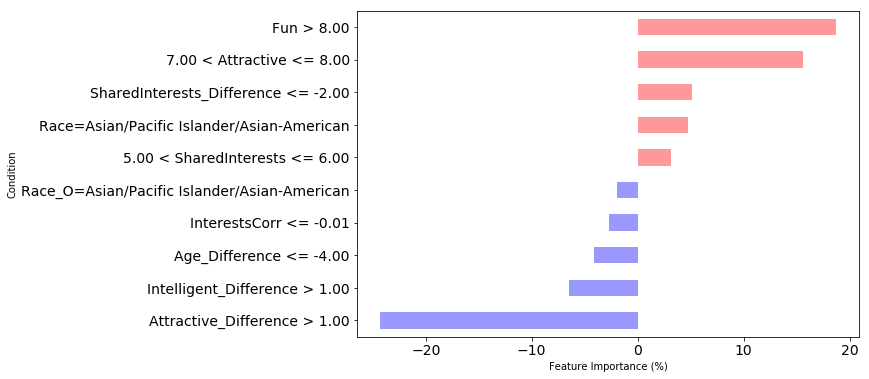 Fun > 8.00
7.00 < Attractive <= 8.00
SharedInterests_Difference <= -2.00
Race=Asian/Pacific Islander/Asian-American
5.00 < SharedInterests <= 6.00
Race_O=Asian/Pacific Islander/Asian-American
InterestsCorr <= -0.01
Age_Difference <= -4.00
Intelligent_Difference > 1.00
Attractive_Difference > 1.00
Condition
−20 −10 0 10 20
Feature Importance (%)